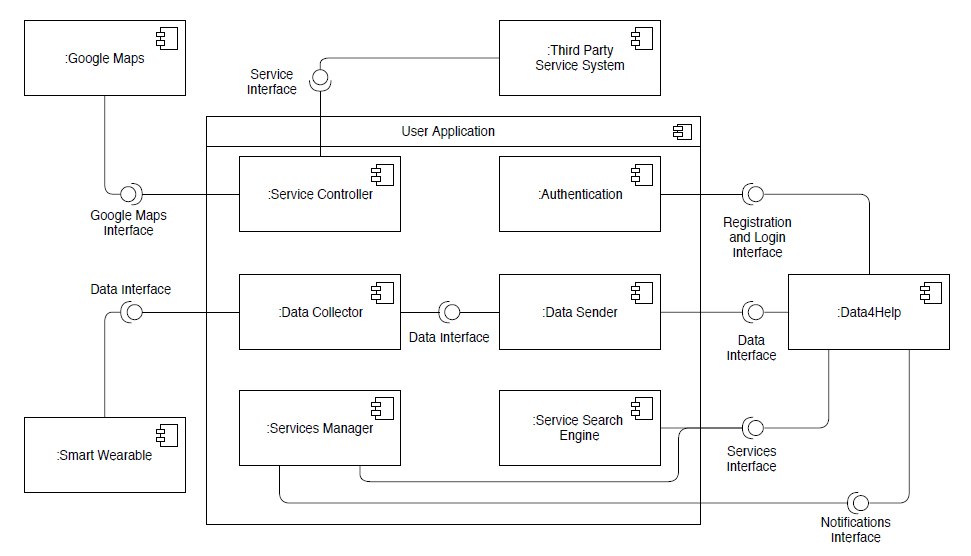 :Google Maps
:Third Party
Service System
Service
Interface
User Application
:Service Controller
:Authentication
Google Maps
Interface
Registration
and Login
Interface
Data Interface
:Data Collector
Data Interface
:Data Sender
Data
Interface
:Data4Help
:Services Manager
:Service Search
Engine
Services
Interface
:Smart Wearable
Notifications
Interface